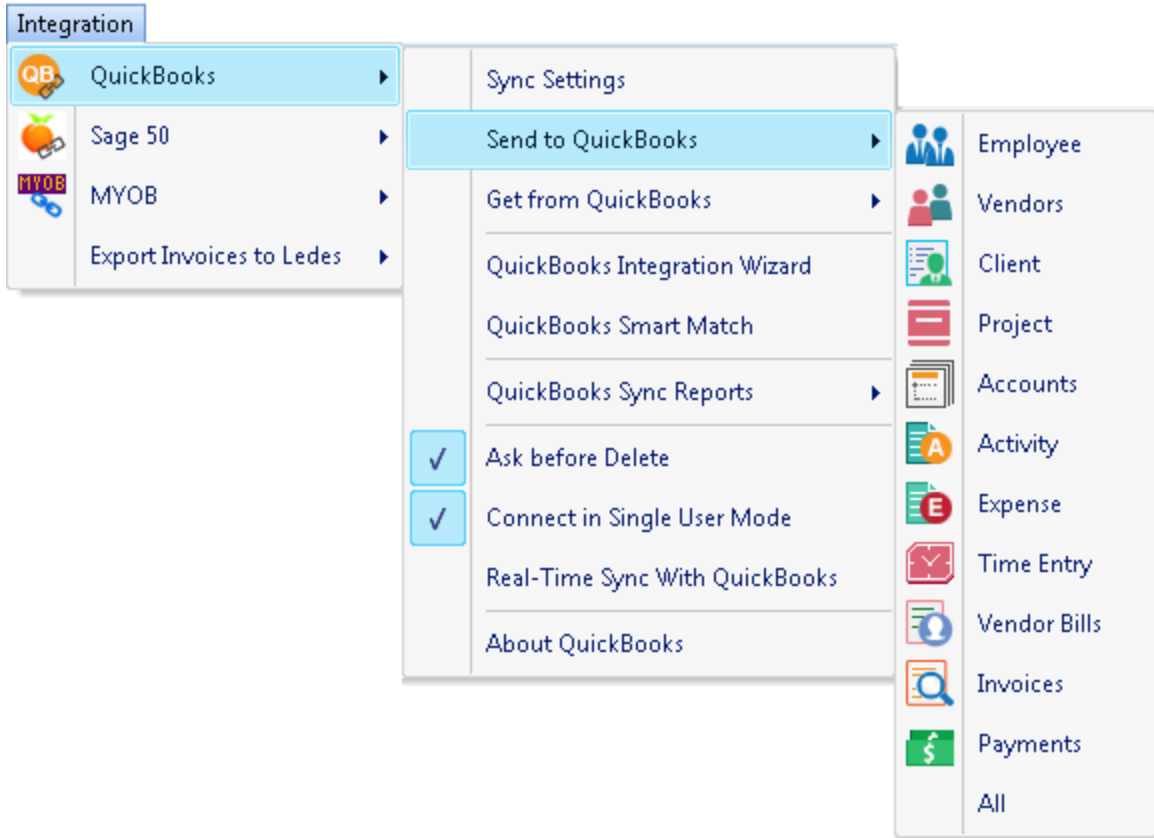 Integration
QB
QuickBooks
Sage 50
MYOB
MYOB
Export Invoices to Ledes
Sync Settings
Send to QuickBooks
Get from QuickBooks
QuickBooks Integration Wizard
QuickBooks Smart Match
QuickBooks Sync Reports
Ask before Delete
Connect in Single User Mode
Real-Time Sync With QuickBooks
About QuickBooks
Employee
Vendors
Client
Project
Accounts
A
Activity
E
Expense
Time Entry
Vendor Bills
Invoices
$
Payments
All